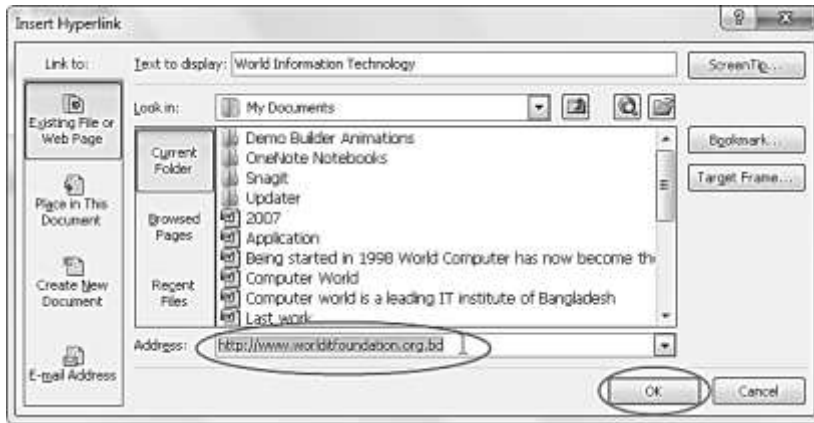 Insert Hyperlink
Link to:
Text to display: World Information Technology
ScreenTip...
Existing File or
Web Page
Look in: My Documents
Current
Folder
Demo Builder Animations
OneNote Notebooks
Snagit
Updater
2007
Application
Being started in 1998 World Computer has now become th
Computer World
Computer world is a leading IT institute of Bangladesh
Last_work
Bookmark...
Target Frame...
Place in This
Document
Browsed
Pages
Create New
Document
Recent
Files
E-mail Address
Address: http://www.worlditfoundation.org.bd
OK
Cancel